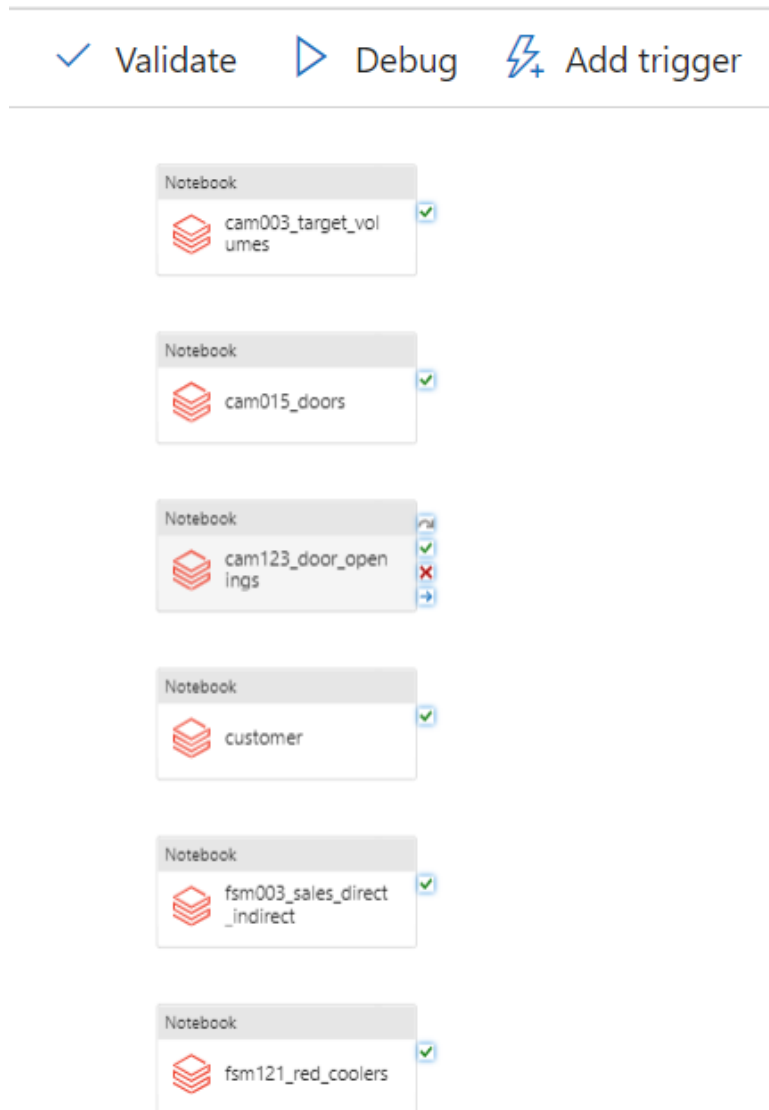 Validate Debug Add trigger
Notebook
cam003_target_vol
umes
Notebook
cam015_doors
Notebook
cam123_door_open
ings
Notebook
customer
Notebook
fsm003_sales_direct
_indirect
Notebook
fsm121_red_coolers